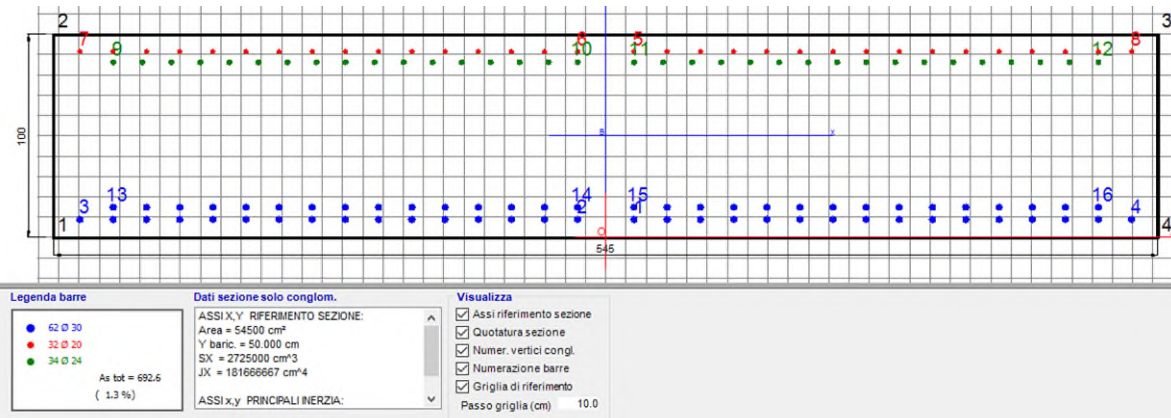 2
3
7
9
6
10
5
11
8
12
100
x
3
13
14
2
15
1
16
4
1
O
4
545
Legenda barre
62 Ø 30
32 Ø 20
34 Ø 24
As tot = 692.6
( 1.3 %)
Dati sezione solo conglom.
ASSI X,Y RIFERIMENTO SEZIONE:
Area = 54500 cm²
Y baric. = 50.000 cm
SX = 2725000 cm^3
JX = 181666667 cm^4
ASSI x,y PRINCIPALI INERZIA:
Visualizza
Assi riferimento sezione
Quotatura sezione
Numer. vertici congl.
Numerazione barre
Griglia di riferimento
Passo griglia (cm) 10.0